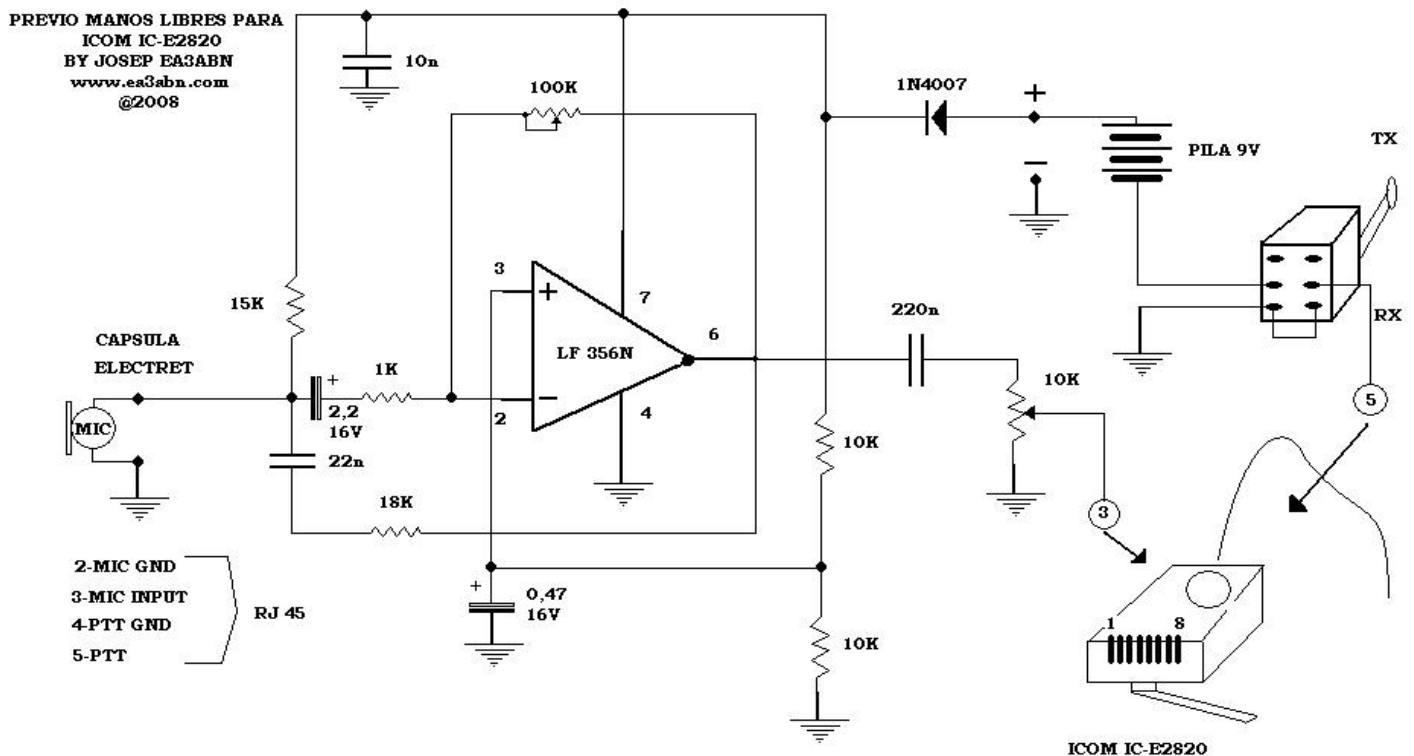 PREVIO MANOS LIBRES PARA
ICOM IC-E2820
BY JOSEP EA3ABN
www.ea3abn.com
@2008
10n
100K
1N4007
+
−
PILA 9V
TX
RX
15K
3
+
7
LF 356N
6
220n
10K
CAPSULA
ELECTRET
MIC
+
2,2
16V
1K
2
−
4
5
22n
18K
10K
3
2-MIC GND
3-MIC INPUT
4-PTT GND
5-PTT
RJ 45
+
0,47
16V
10K
1
8
ICOM IC-E2820